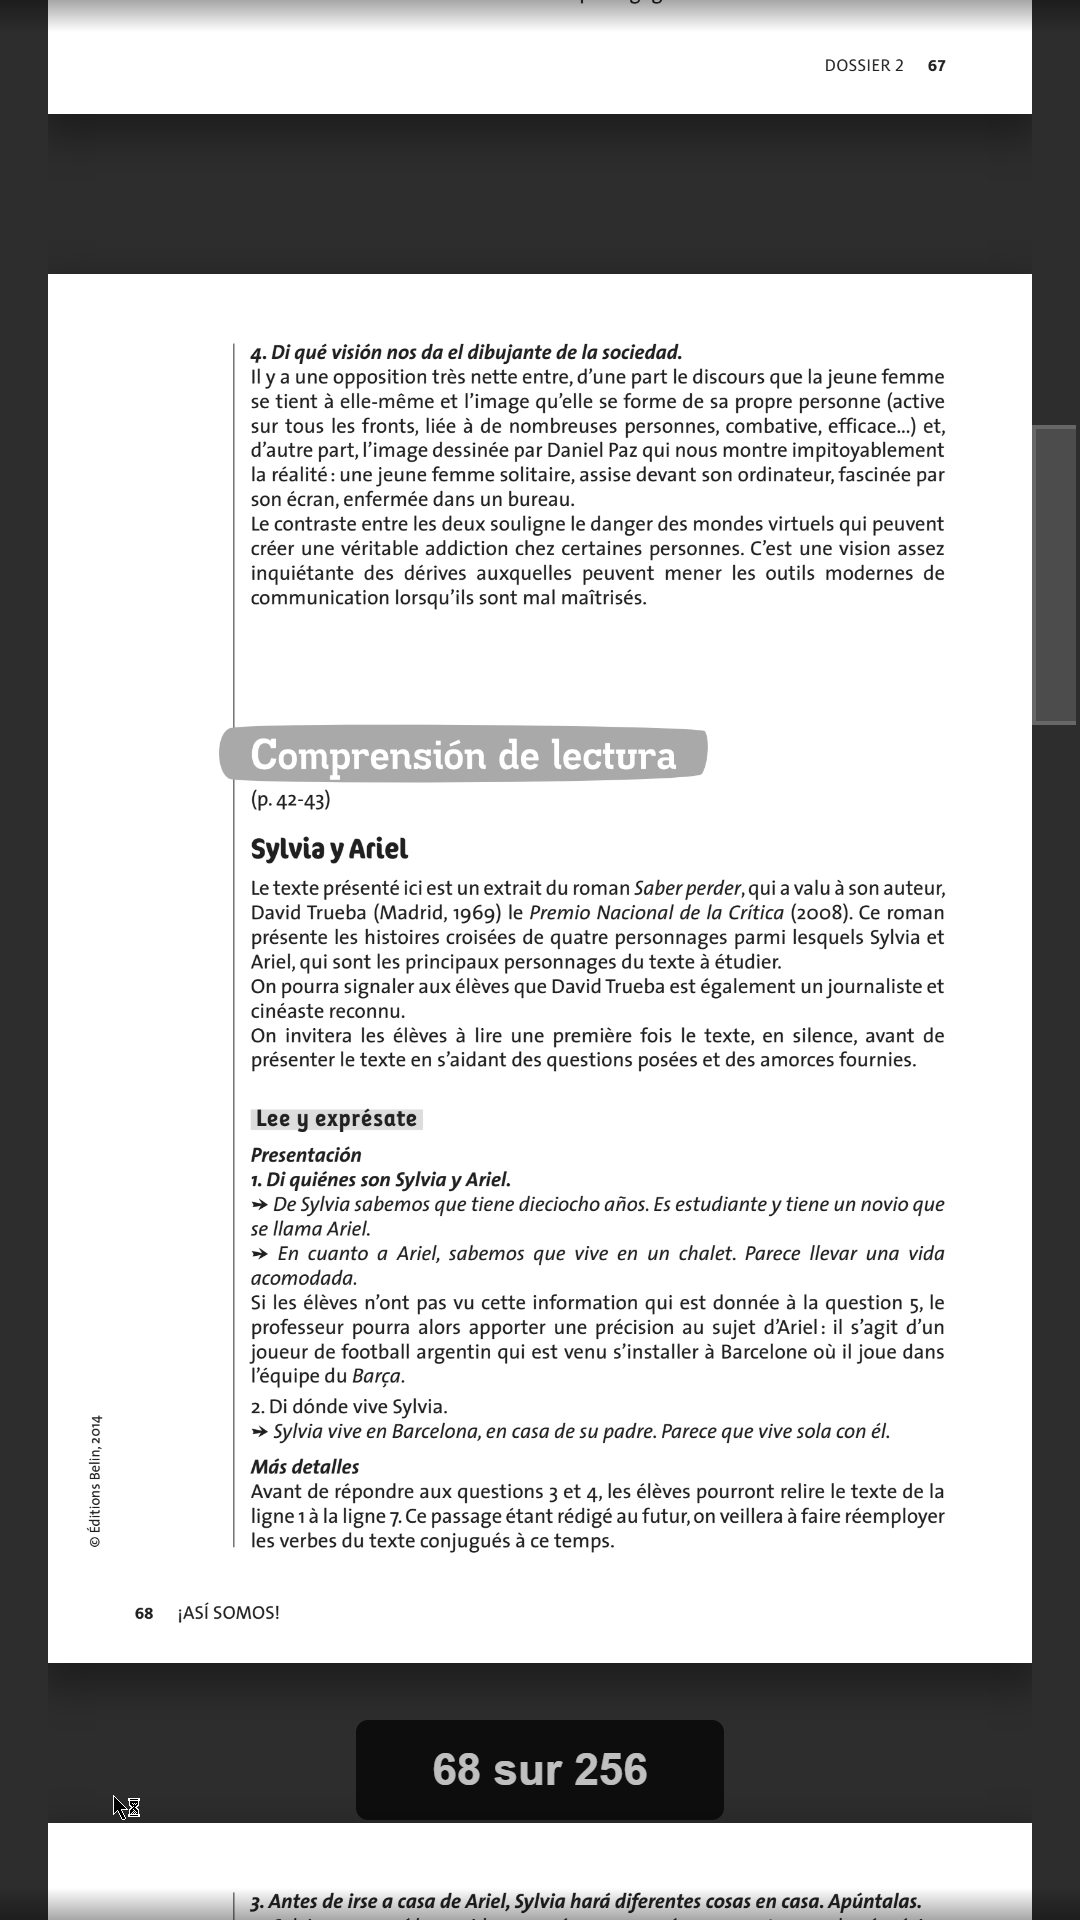 DOSSIER 2 67
4. Di qué visión nos da el dibujante de la sociedad.
Il y a une opposition très nette entre, d’une part le discours que la jeune femme
se tient à elle-même et l’image qu’elle se forme de sa propre personne (active
sur tous les fronts, liée à de nombreuses personnes, combative, efficace...) et,
d’autre part, l’image dessinée par Daniel Paz qui nous montre impitoyablement
la réalité : une jeune femme solitaire, assise devant son ordinateur, fascinée par
son écran, enfermée dans un bureau.
Le contraste entre les deux souligne le danger des mondes virtuels qui peuvent
créer une véritable addiction chez certaines personnes. C’est une vision assez
inquiétante des dérives auxquelles peuvent mener les outils modernes de
communication lorsqu’ils sont mal maîtrisés.
Comprensión de lectura
(p. 42-43)
Sylvia y Ariel
Le texte présenté ici est un extrait du roman Saber perder, qui a valu à son auteur,
David Trueba (Madrid, 1969) le Premio Nacional de la Crítica (2008). Ce roman
présente les histoires croisées de quatre personnages parmi lesquels Sylvia et
Ariel, qui sont les principaux personnages du texte à étudier.
On pourra signaler aux élèves que David Trueba est également un journaliste et
cinéaste reconnu.
On invitera les élèves à lire une première fois le texte, en silence, avant de
présenter le texte en s’aidant des questions posées et des amorces fournies.
Lee y exprésate
Presentación
1. Di quiénes son Sylvia y Ariel.
➛ De Sylvia sabemos que tiene dieciocho años. Es estudiante y tiene un novio que
se llama Ariel.
➛ En cuanto a Ariel, sabemos que vive en un chalet. Parece llevar una vida
acomodada.
Si les élèves n’ont pas vu cette information qui est donnée à la question 5, le
professeur pourra alors apporter une précision au sujet d’Ariel : il s’agit d’un
joueur de football argentin qui est venu s’installer à Barcelone où il joue dans
l’équipe du Barça.
2. Di dónde vive Sylvia.
➛ Sylvia vive en Barcelona, en casa de su padre. Parece que vive sola con él.
Más detalles
Avant de répondre aux questions 3 et 4, les élèves pourront relire le texte de la
ligne 1 à la ligne 7. Ce passage étant rédigé au futur, on veillera à faire réemployer
les verbes du texte conjugués à ce temps.
© Éditions Belin, 2014
68 ¡ASÍ SOMOS!
68 sur 256
3. Antes de irse a casa de Ariel, Sylvia hará diferentes cosas en casa. Apúntalas.